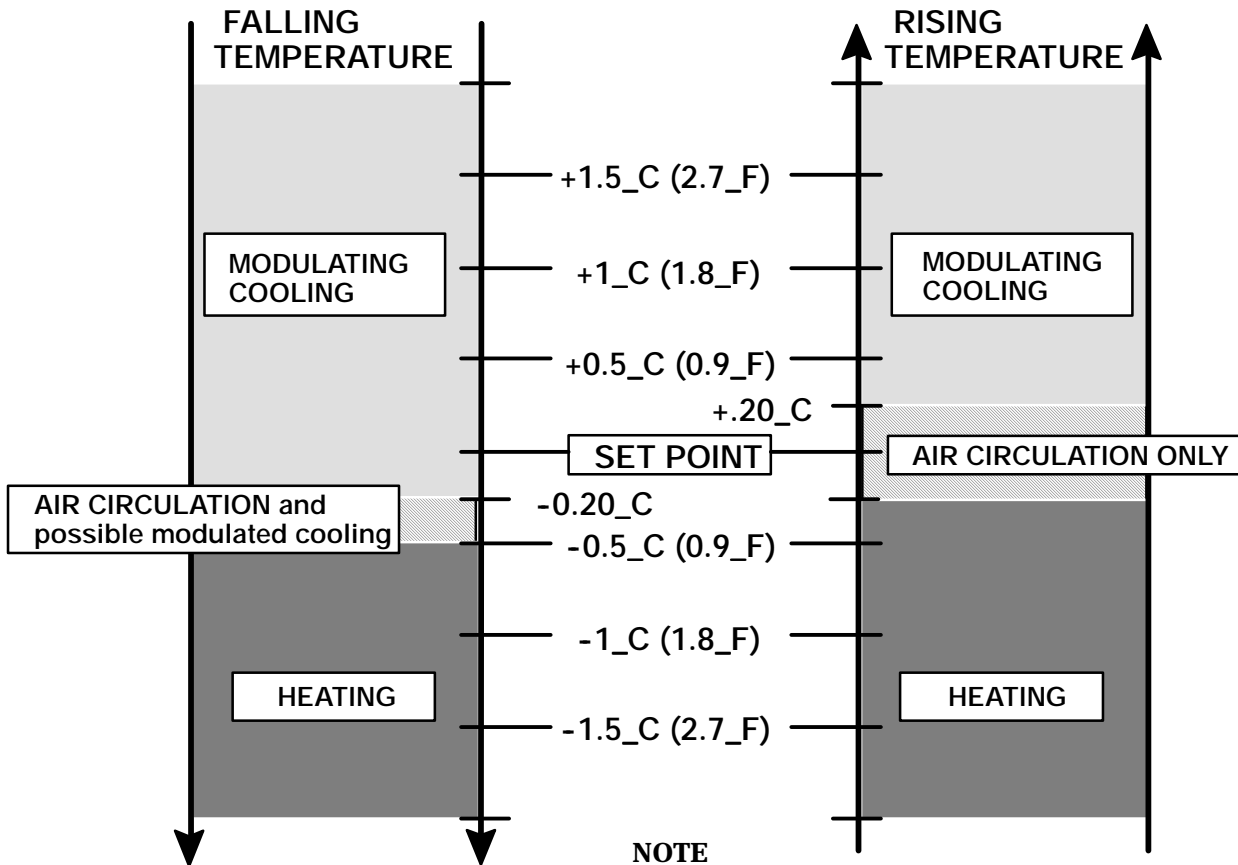 FALLING
TEMPERATURE
RISING
TEMPERATURE
+1.5_C (2.7_F)
MODULATING
COOLING
+1_C (1.8_F)
MODULATING
COOLING
+0.5_C (0.9_F)
+.20_C
SET POINT
AIR CIRCULATION ONLY
AIR CIRCULATION and
possible modulated cooling
-0.20_C
-0.5_C (0.9_F)
-1_C (1.8_F)
HEATING
HEATING
-1.5_C (2.7_F)
NOTE